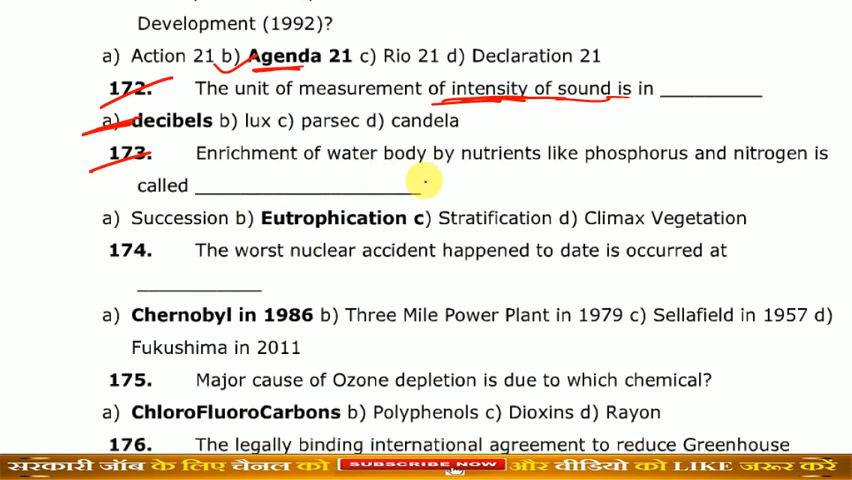 Development (1992)?
a) Action 21 b) Agenda 21 c) Rio 21 d) Declaration 21
172. The unit of measurement of intensity of sound is in __________
a) decibels b) lux c) parsec d) candela
173. Enrichment of water body by nutrients like phosphorus and nitrogen is
called ______________________.
a) Succession b) Eutrophication c) Stratification d) Climax Vegetation
174. The worst nuclear accident happened to date is occurred at
____________
a) Chernobyl in 1986 b) Three Mile Power Plant in 1979 c) Sellafield in 1957 d)
Fukushima in 2011
175. Major cause of Ozone depletion is due to which chemical?
a) ChloroFluoroCarbons b) Polyphenols c) Dioxins d) Rayon
176. The legally binding international agreement to reduce Greenhouse
सरकारी जॉब के लिए चैनल को SUBSCRIBE NOW और वीडियो को LIKE जरूर करे